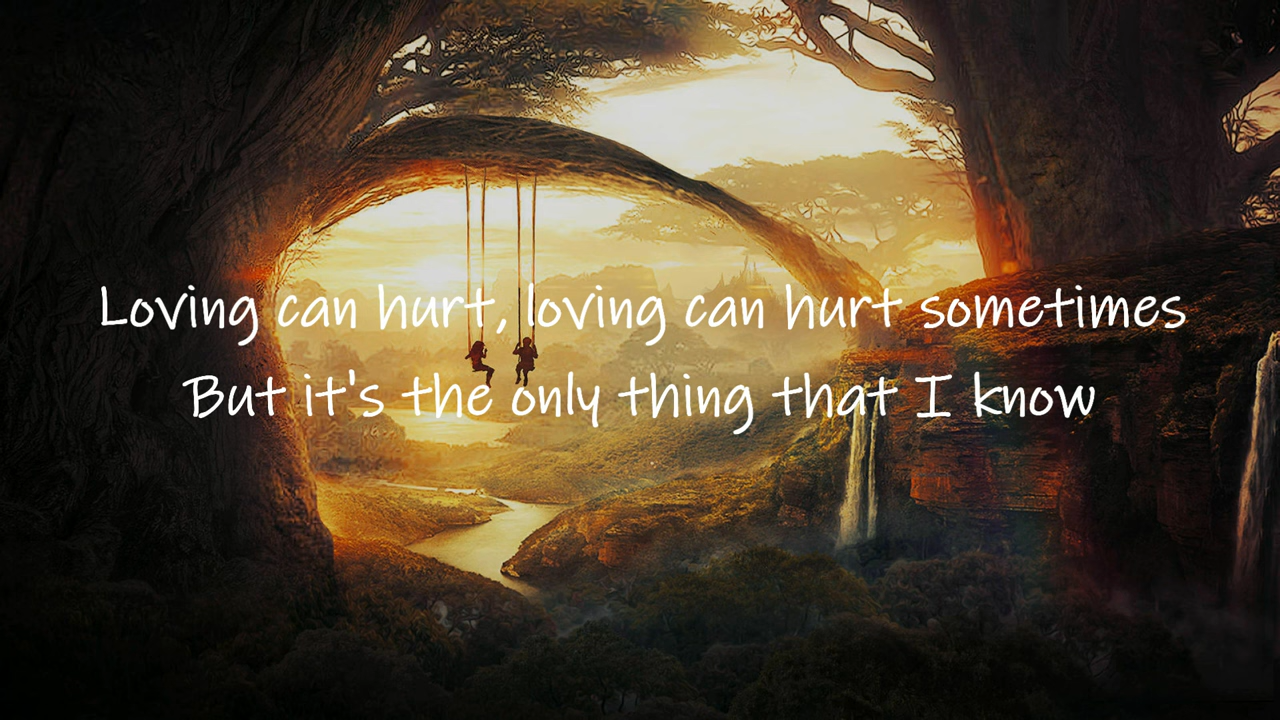 Loving can hurt, loving can hurt sometimes
But it's the only thing that I know